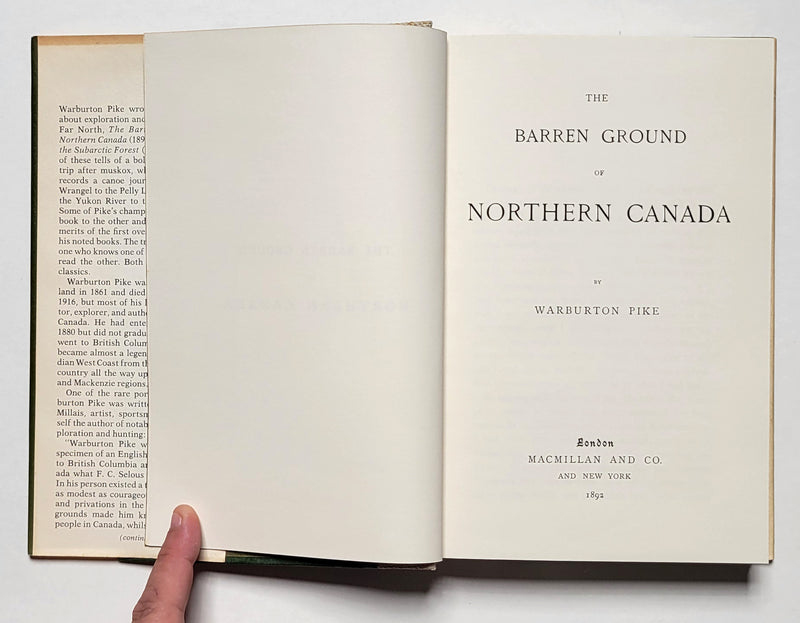 Warburton Pike wro
about exploration and
Far North, The Bar
Northern Canada (189
the Subarctic Forest (
of these tells of a bol
trip after muskox, wh
records a canoe jour
Wrangel to the Pelly L
the Yukon River to t
Some of Pike's champ
book to the other and
merits of the first ove
his noted books. The tr
one who knows one of
read the other. Both
classics.
Warburton Pike wa
land in 1861 and died
1916, but most of his l
tor, explorer, and auth
Canada. He had ente
1880 but did not gradu
went to British Colum
became almost a legen
dian West Coast from th
country all the way up
and Mackenzie regions.
One of the rare por
burton Pike was writt
Millais, artist, sportsm
self the author of notab
ploration and hunting:
"Warburton Pike w
specimen of an English
to British Columbia an
ada what F. C. Selous
In his person existed a t
as modest as courageo
and privations in the
grounds made him kn
people in Canada, whils
(contin
THE
BARREN GROUND
OF
NORTHERN CANADA
BY
WARBURTON PIKE
London
MACMILLAN AND CO.
AND NEW YORK
1892